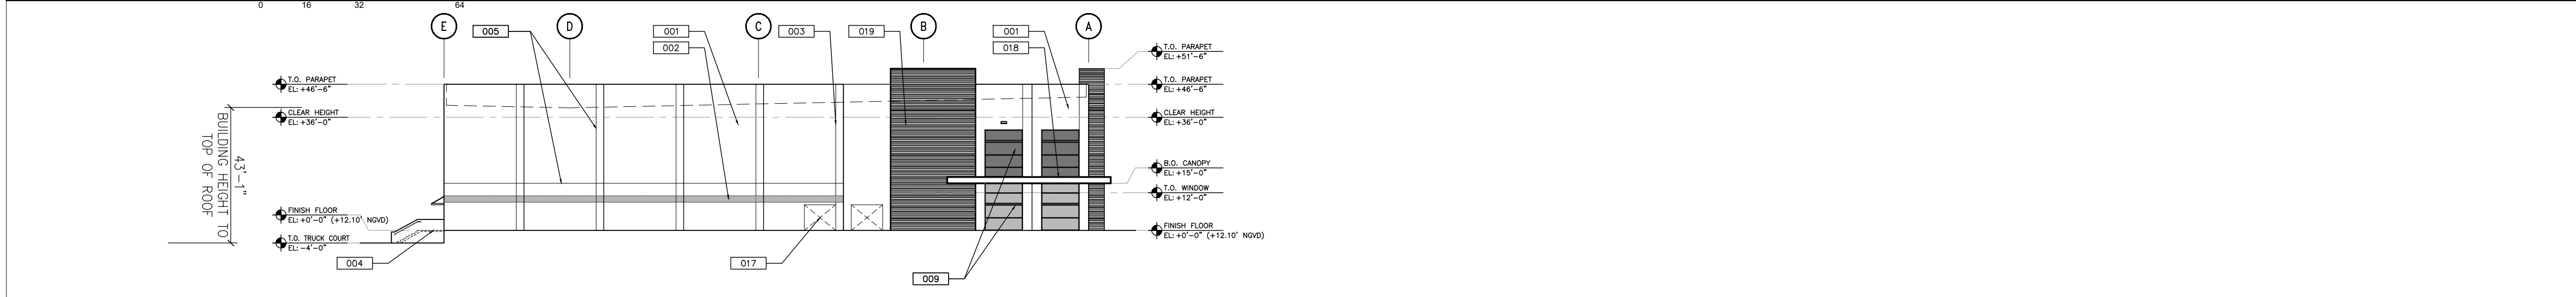 0 16 32 64
E D C B A
005 001 003 019 001
002 018
T.O. PARAPET
EL: +51'-6"
T.O. PARAPET
EL: +46'-6"
T.O. PARAPET
EL: +46'-6"
CLEAR HEIGHT
EL: +36'-0"
CLEAR HEIGHT
EL: +36'-0"
43'-1"
BUILDING HEIGHT TO
TOP OF ROOF
B.O. CANOPY
EL: +15'-0"
T.O. WINDOW
EL: +12'-0"
FINISH FLOOR
EL: +0'-0" (+12.10' NGVD)
FINISH FLOOR
EL: +0'-0" (+12.10' NGVD)
T.O. TRUCK COURT
EL: -4'-0"
004 017
009